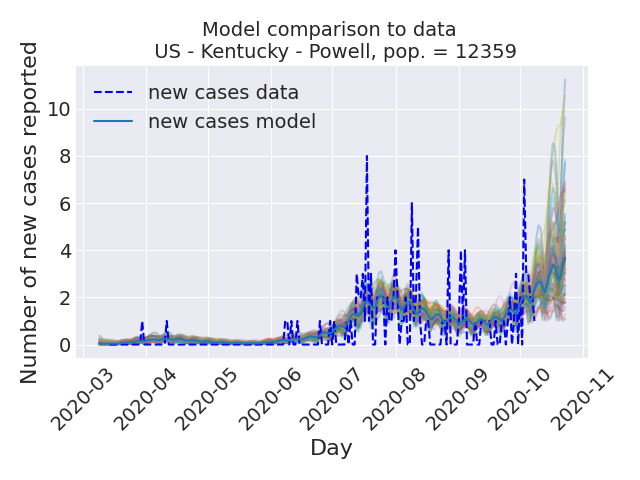 Model comparison to data
US - Kentucky - Powell, pop. = 12359
new cases data
new cases model
Number of new cases reported
10
8
6
4
2
0
2020-03
2020-04
2020-05
2020-06
2020-07
2020-08
2020-09
2020-10
2020-11
Day